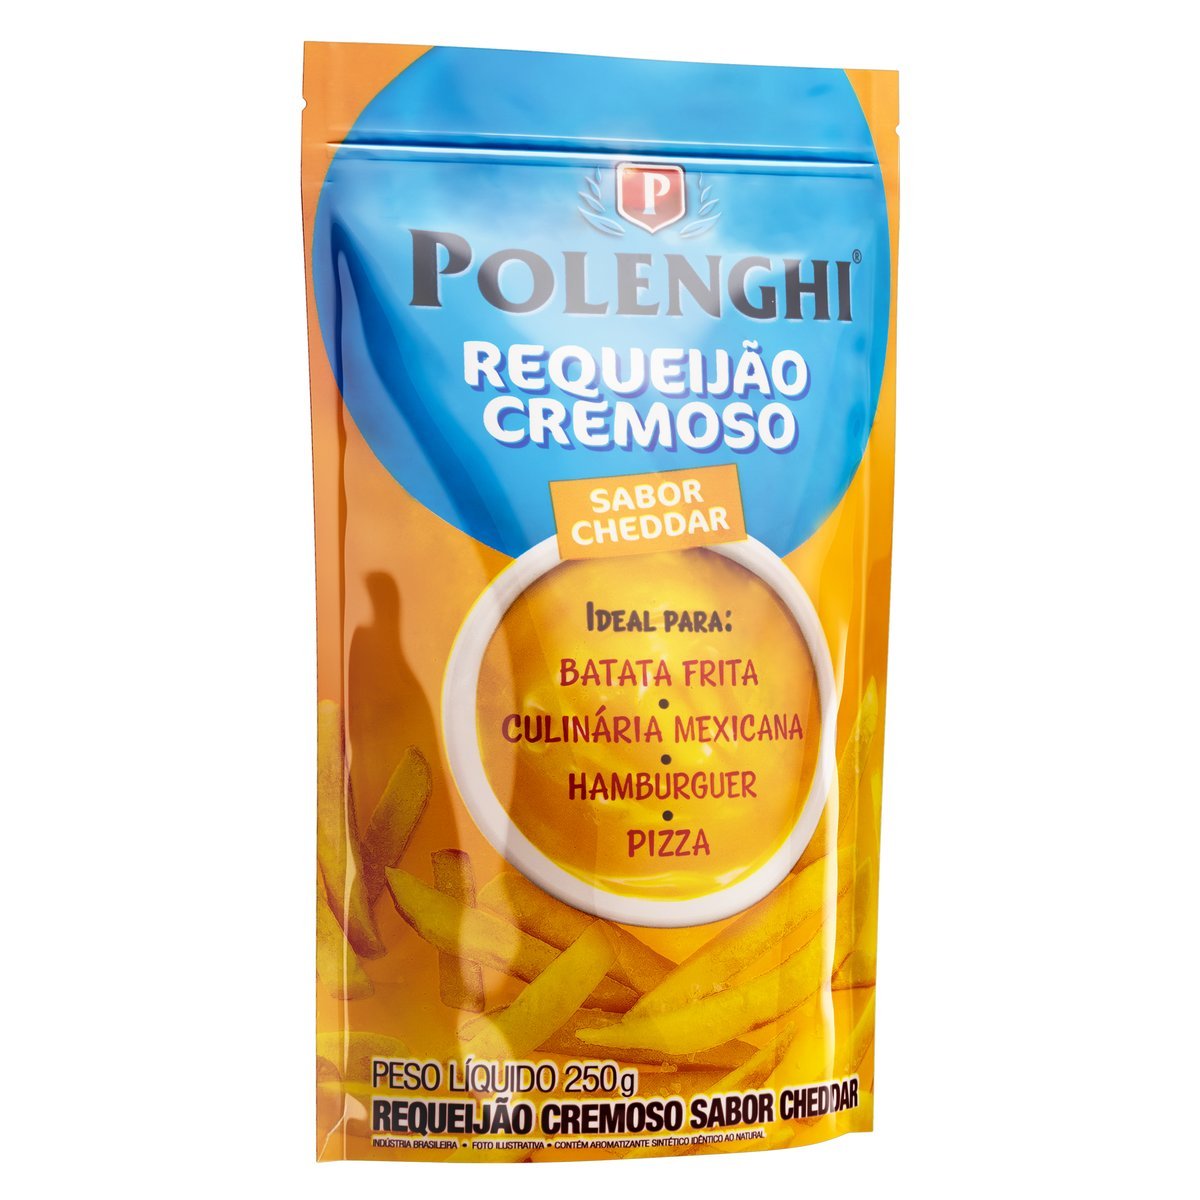 P
POLENGHI®
REQUEIJÃO
CREMOSO
SABOR
CHEDDAR
IDEAL PARA:
BATATA FRITA
•
CULINÁRIA MEXICANA
•
HAMBURGUER
•
PIZZA
PESO LÍQUIDO 250g
REQUEIJÃO CREMOSO SABOR CHEDDAR
INDÚSTRIA BRASILEIRA • FOTO ILUSTRATIVA • CONTÉM AROMATIZANTE SINTÉTICO IDÊNTICO AO NATURAL